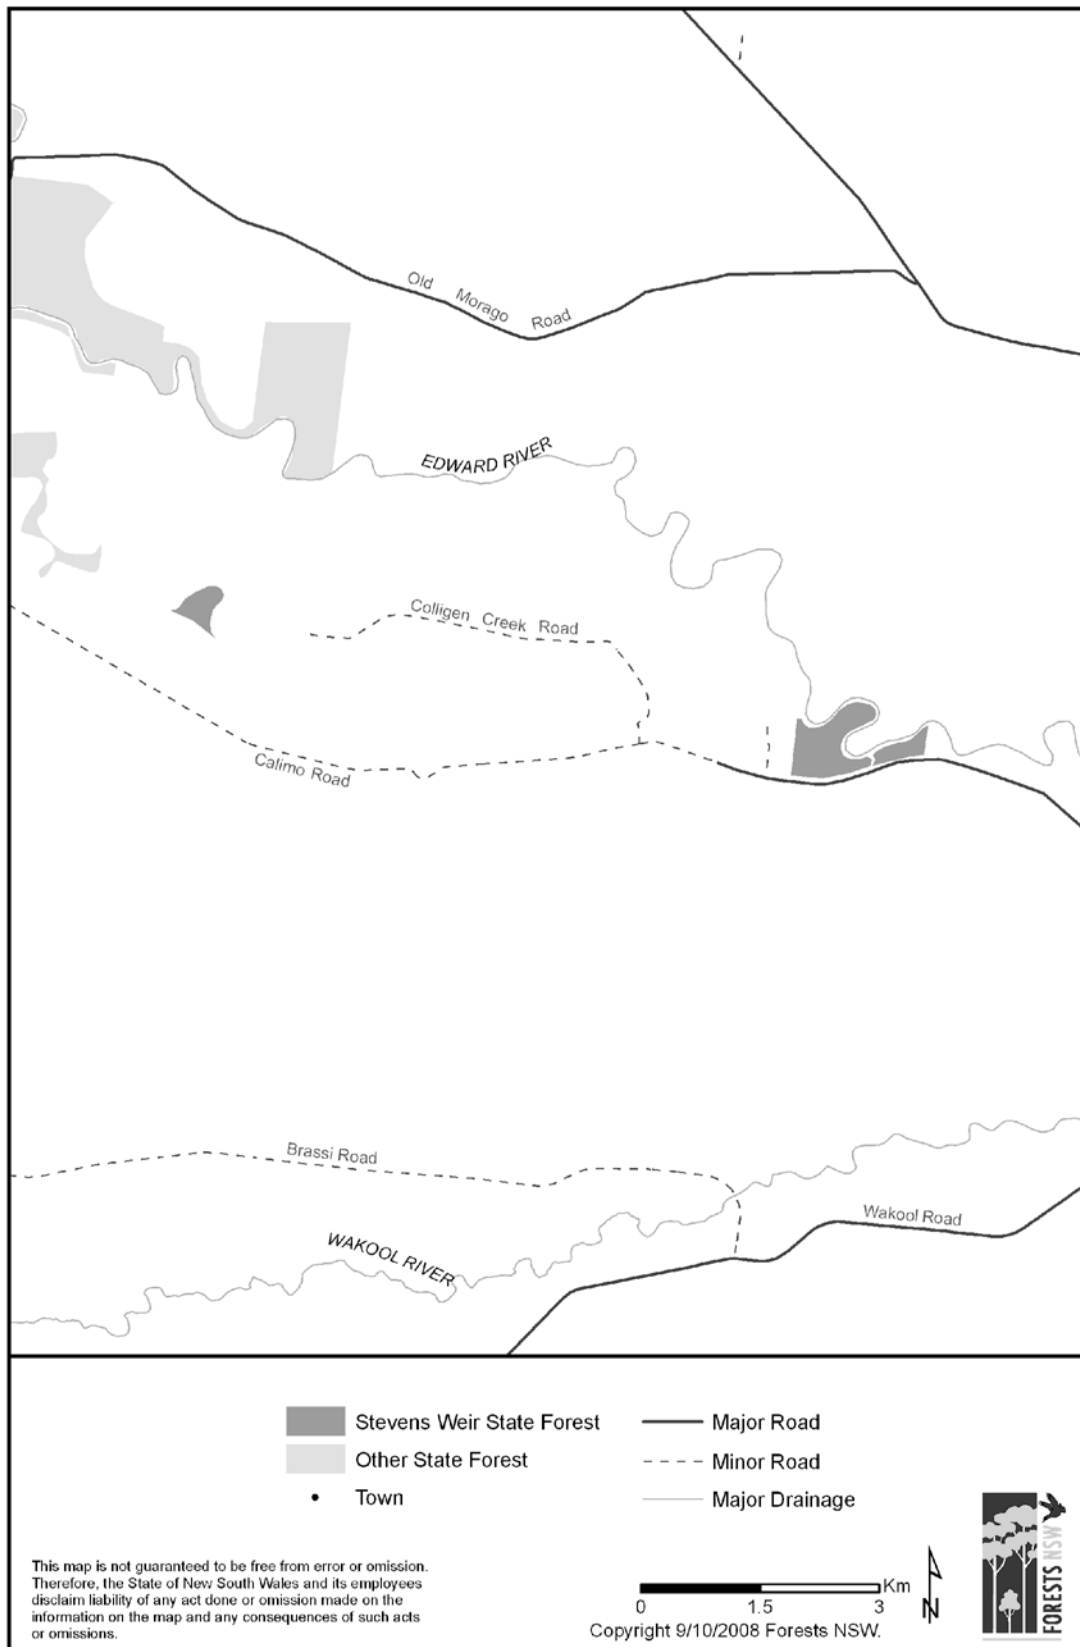 Old Morago Road
EDWARD RIVER
Colligen Creek Road
Calimo Road
Brassi Road
Wakool Road
WAKOOL RIVER
Stevens Weir State Forest
Other State Forest
Town
Major Road
Minor Road
Major Drainage
This map is not guaranteed to be free from error or omission.
Therefore, the State of New South Wales and its employees
disclaim liability of any act done or omission made on the
information on the map and any consequences of such acts
or omissions.
Km
0 1.5 3
Copyright 9/10/2008 Forests NSW.
N
FORESTS NSW